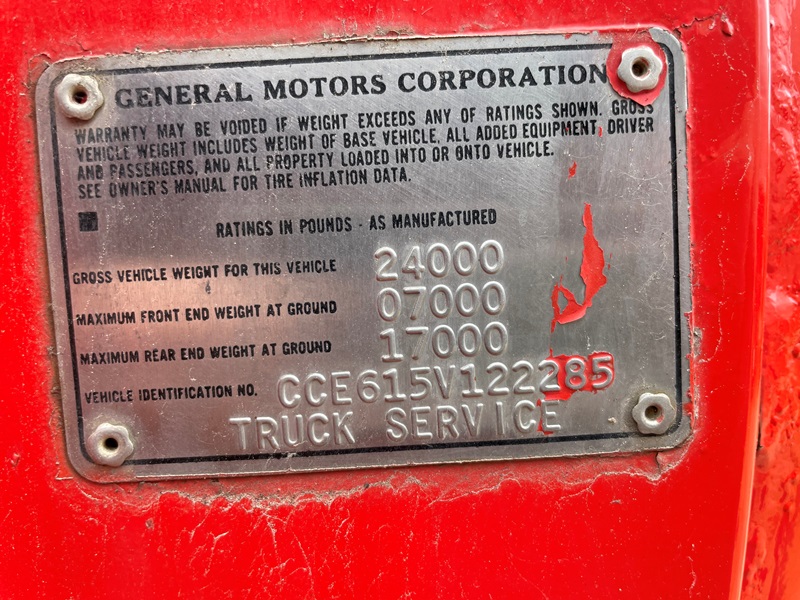 GENERAL MOTORS CORPORATION
WARRANTY MAY BE VOIDED IF WEIGHT EXCEEDS ANY OF RATINGS SHOWN. GROSS
VEHICLE WEIGHT INCLUDES WEIGHT OF BASE VEHICLE, ALL ADDED EQUIPMENT, DRIVER
AND PASSENGERS, AND ALL PROPERTY LOADED INTO OR ONTO VEHICLE.
SEE OWNER'S MANUAL FOR TIRE INFLATION DATA.
RATINGS IN POUNDS - AS MANUFACTURED
GROSS VEHICLE WEIGHT FOR THIS VEHICLE 24000
MAXIMUM FRONT END WEIGHT AT GROUND 07000
MAXIMUM REAR END WEIGHT AT GROUND 17000
VEHICLE IDENTIFICATION NO. CCE615V122285
TRUCK SERVICE